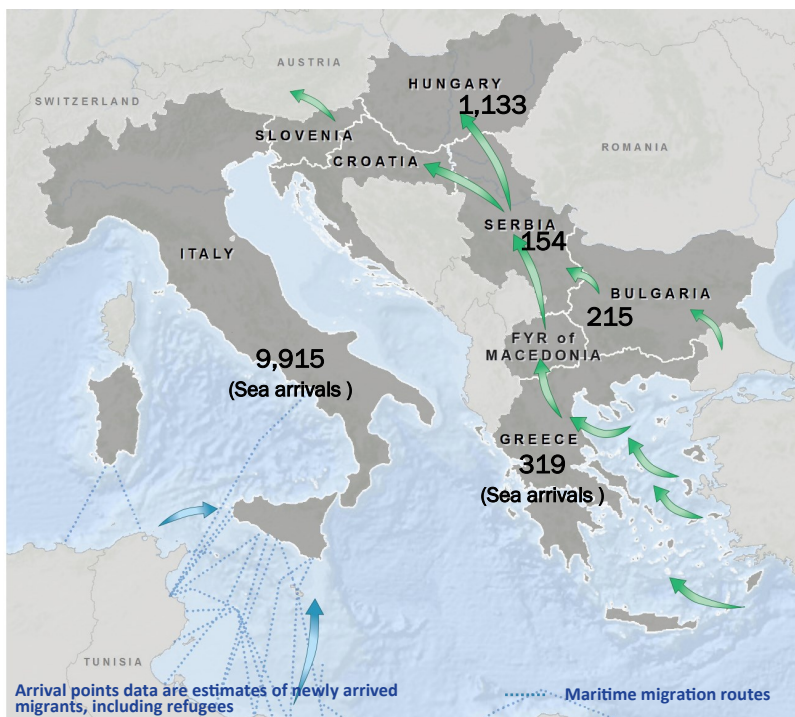 AUSTRIA
HUNGARY
1,133
SWITZERLAND
SLOVENIA
CROATIA
ROMANIA
SERBIA
154
ITALY
BULGARIA
215
FYR of
MACEDONIA
9,915
(Sea arrivals )
GREECE
319
(Sea arrivals )
TUNISIA
Arrival points data are estimates of newly arrived
migrants, including refugees
Maritime migration routes